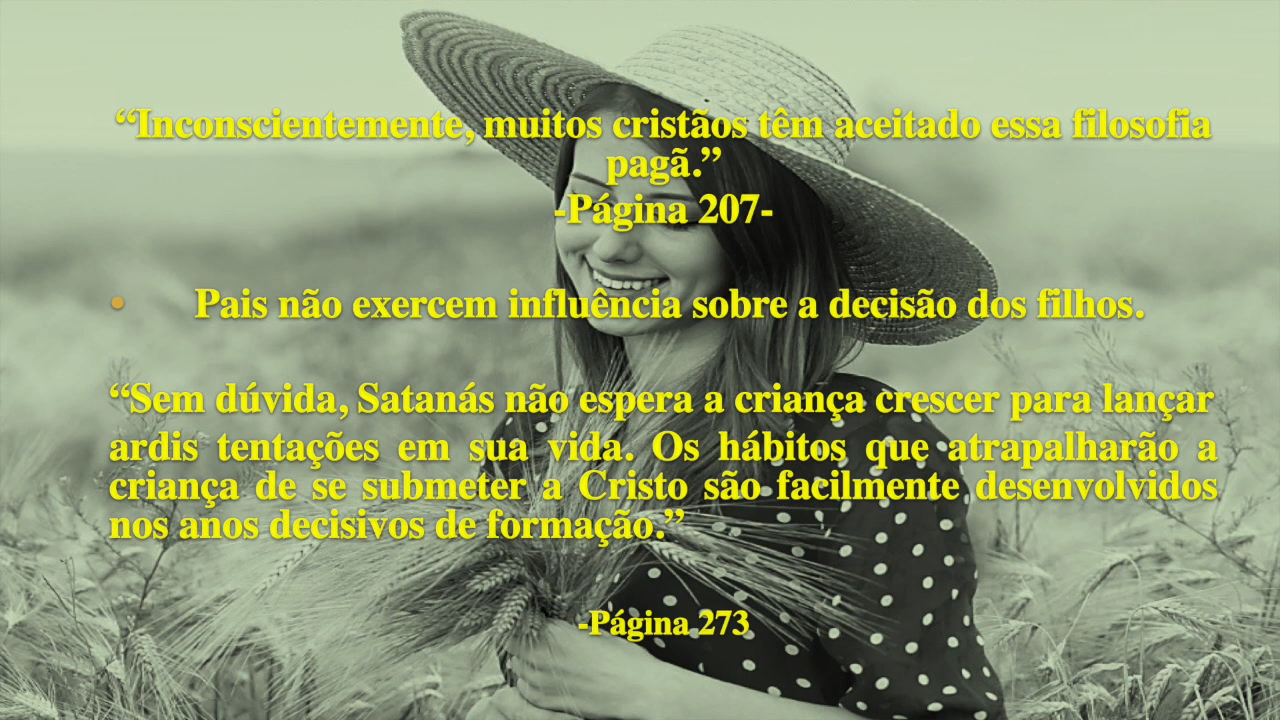 “Inconscientemente, muitos cristãos têm aceitado essa filosofia
pagã.”
-Página 207-
• Pais não exercem influência sobre a decisão dos filhos.
“Sem dúvida, Satanás não espera a criança crescer para lançar
ardis tentações em sua vida. Os hábitos que atrapalharão a
criança de se submeter a Cristo são facilmente desenvolvidos
nos anos decisivos de formação.”
-Página 273